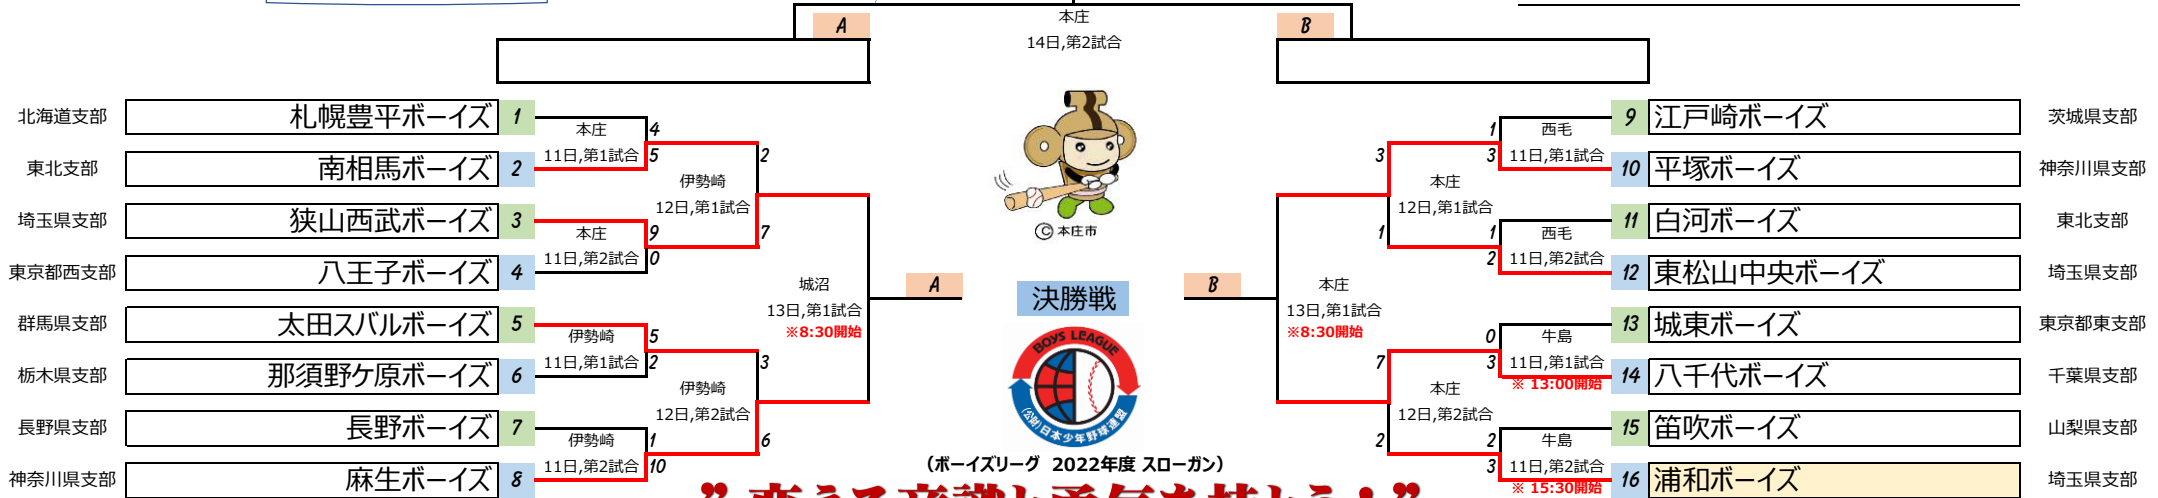 本庄
14日,第2試合
A
B
北海道支部 札幌豊平ボーイズ 1
東北支部 南相馬ボーイズ 2
埼玉県支部 狭山西武ボーイズ 3
東京都西支部 八王子ボーイズ 4
群馬県支部 太田スバルボーイズ 5
栃木県支部 那須野ケ原ボーイズ 6
長野県支部 長野ボーイズ 7
神奈川県支部 麻生ボーイズ 8
本庄 4
11日,第1試合 5
本庄 9
11日,第2試合 0
伊勢崎 5
11日,第1試合 2
伊勢崎 1
11日,第2試合 10
2
伊勢崎
12日,第1試合
7
3
伊勢崎
12日,第2試合
6
城沼
13日,第1試合
※8:30開始
A
©本庄市
決勝戦
BOYS LEAGUE
(公財)日本少年野球連盟
(ボーイズリーグ 2022年度 スローガン)
” 変える意識と勇気を持とう！”
B
本庄
13日,第1試合
※8:30開始
3
本庄
12日,第1試合
1
7
本庄
12日,第2試合
2
1 西毛
3 11日,第1試合
1 西毛
2 11日,第2試合
0 牛島
3 11日,第1試合
※ 13:00開始
2 牛島
3 11日,第2試合
※ 15:30開始
9 江戸崎ボーイズ 茨城県支部
10 平塚ボーイズ 神奈川県支部
11 白河ボーイズ 東北支部
12 東松山中央ボーイズ 埼玉県支部
13 城東ボーイズ 東京都東支部
14 八千代ボーイズ 千葉県支部
15 笛吹ボーイズ 山梨県支部
16 浦和ボーイズ 埼玉県支部